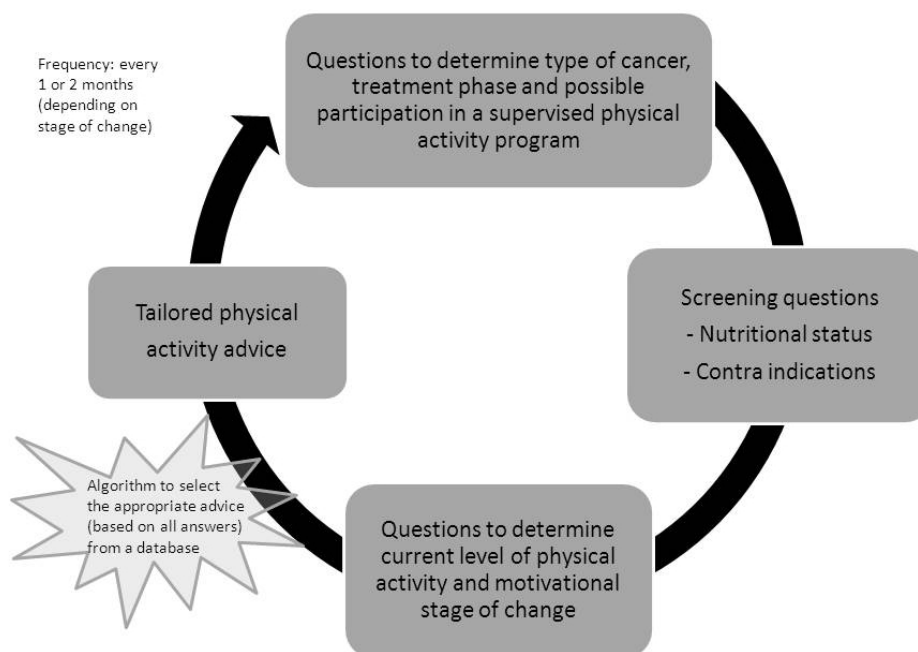 Frequency: every
1 or 2 months
(depending on
stage of change)
Questions to determine type of cancer,
treatment phase and possible
participation in a supervised physical
activity program
Screening questions
- Nutritional status
- Contra indications
Questions to determine
current level of physical
activity and motivational
stage of change
Algorithm to select
the appropriate advice
(based on all answers)
from a database
Tailored physical
activity advice